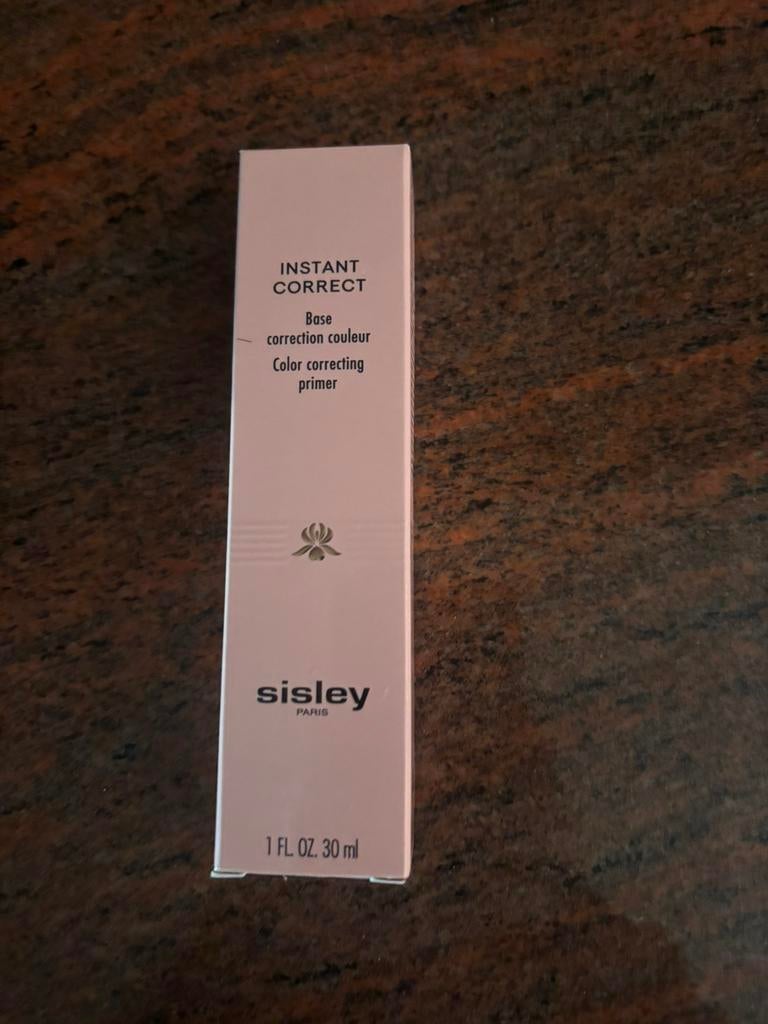 INSTANT
CORRECT
Base
correction couleur
Color correcting
primer
sisley
PARIS
1 FL. OZ. 30 ml